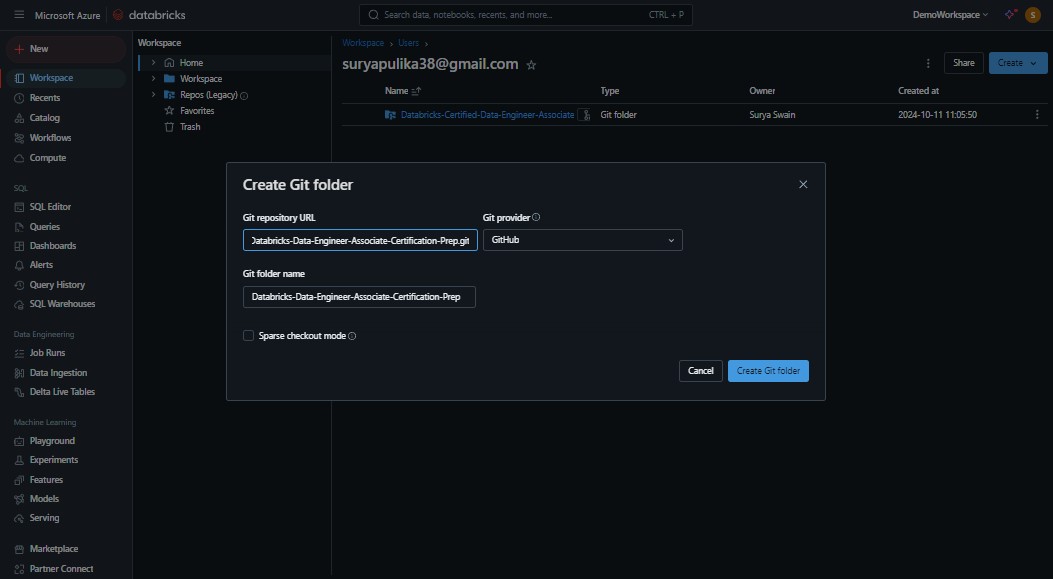 Microsoft Azure databricks Search data, notebooks, recents, and more... CTRL + P DemoWorkspace S
New
Workspace
Recents
Catalog
Workflows
Compute
SQL
SQL Editor
Queries
Dashboards
Alerts
Query History
SQL Warehouses
Data Engineering
Job Runs
Data Ingestion
Delta Live Tables
Machine Learning
Playground
Experiments
Features
Models
Serving
Marketplace
Partner Connect
Workspace
Home
Workspace
Repos (Legacy)
Favorites
Trash
Workspace > Users >
suryapulika38@gmail.com Share Create
Name Type Owner Created at
Databricks-Certified-Data-Engineer-Associate Git folder Surya Swain 2024-10-11 11:05:50
Create Git folder
Git repository URL Git provider
Databricks-Data-Engineer-Associate-Certification-Prep.git GitHub
Git folder name
Databricks-Data-Engineer-Associate-Certification-Prep
Sparse checkout mode
Cancel Create Git folder